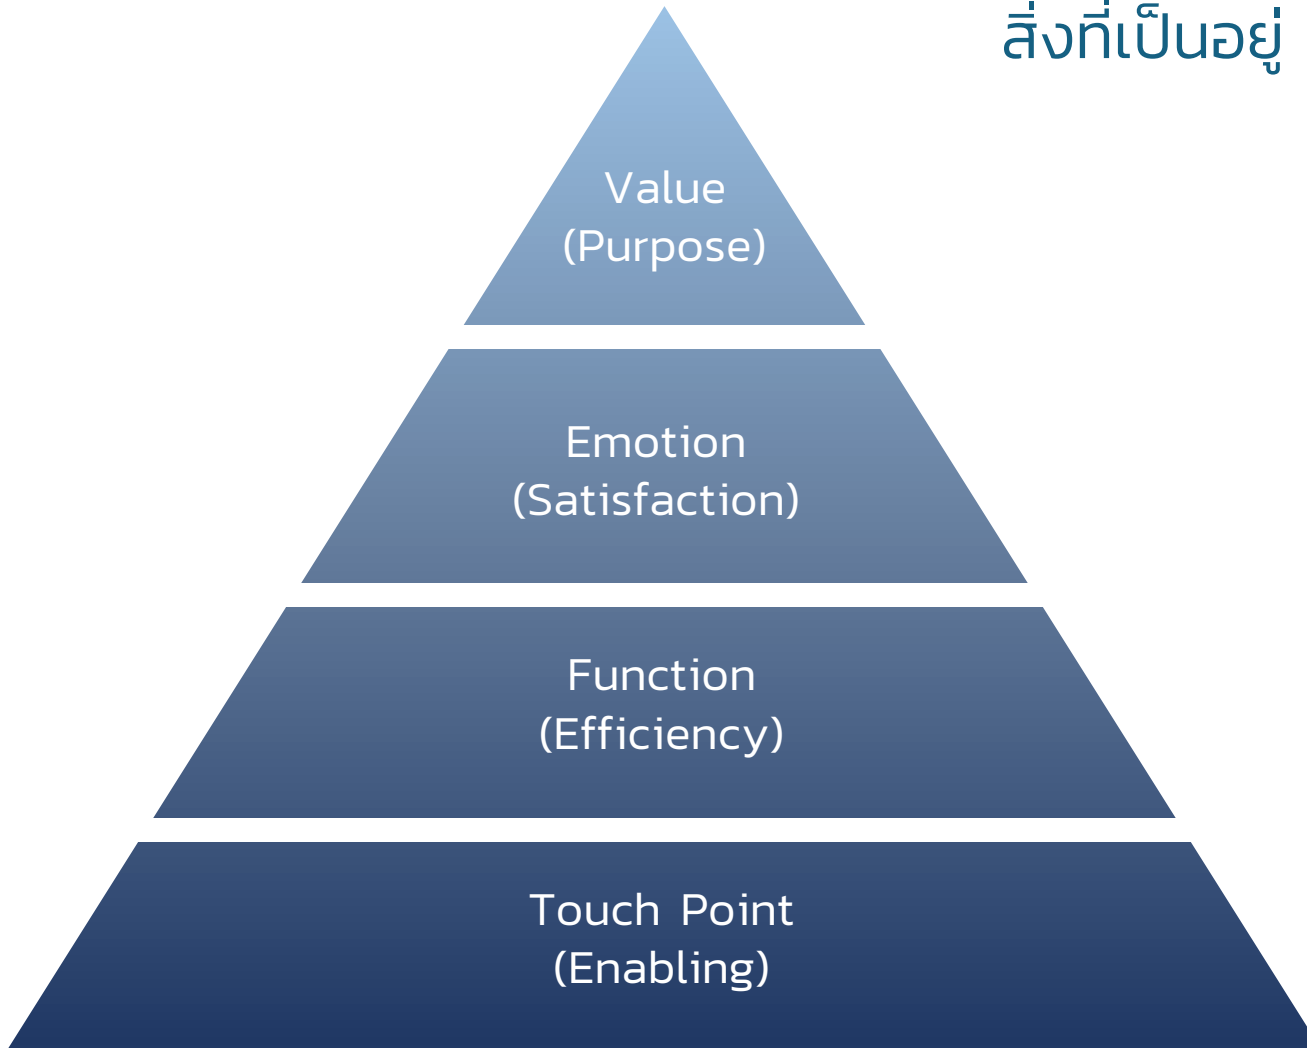 สิ่งที่เป็นอยู่
Value
(Purpose)
Emotion
(Satisfaction)
Function
(Efficiency)
Touch Point
(Enabling)